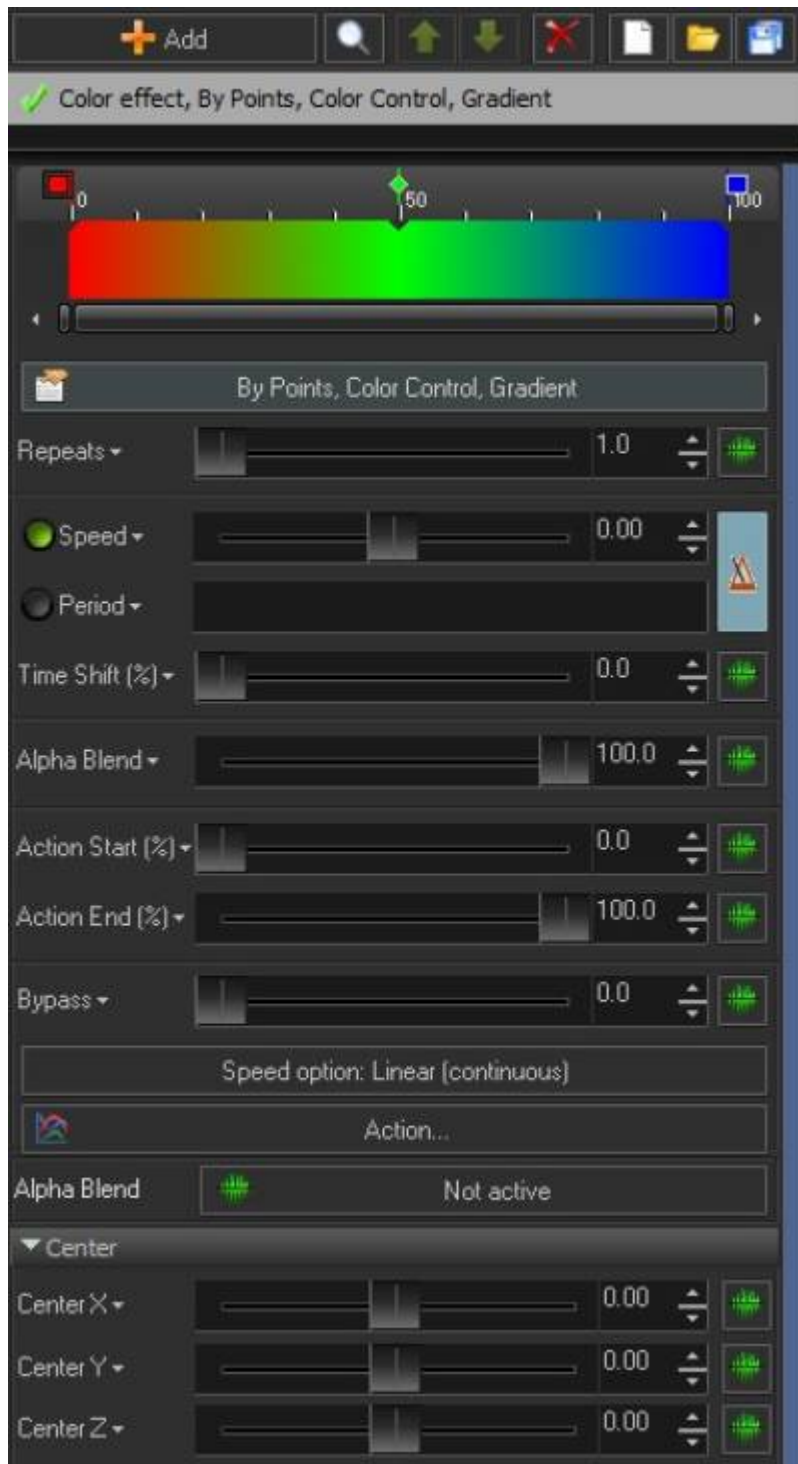 Add
Color effect, By Points, Color Control, Gradient
0 50 100
By Points, Color Control, Gradient
Repeats 1.0
Speed 0.00
Period
Time Shift (%) 0.0
Alpha Blend 100.0
Action Start (%) 0.0
Action End (%) 100.0
Bypass 0.0
Speed option: Linear (continuous)
Action...
Alpha Blend Not active
Center
Center X 0.00
Center Y 0.00
Center Z 0.00